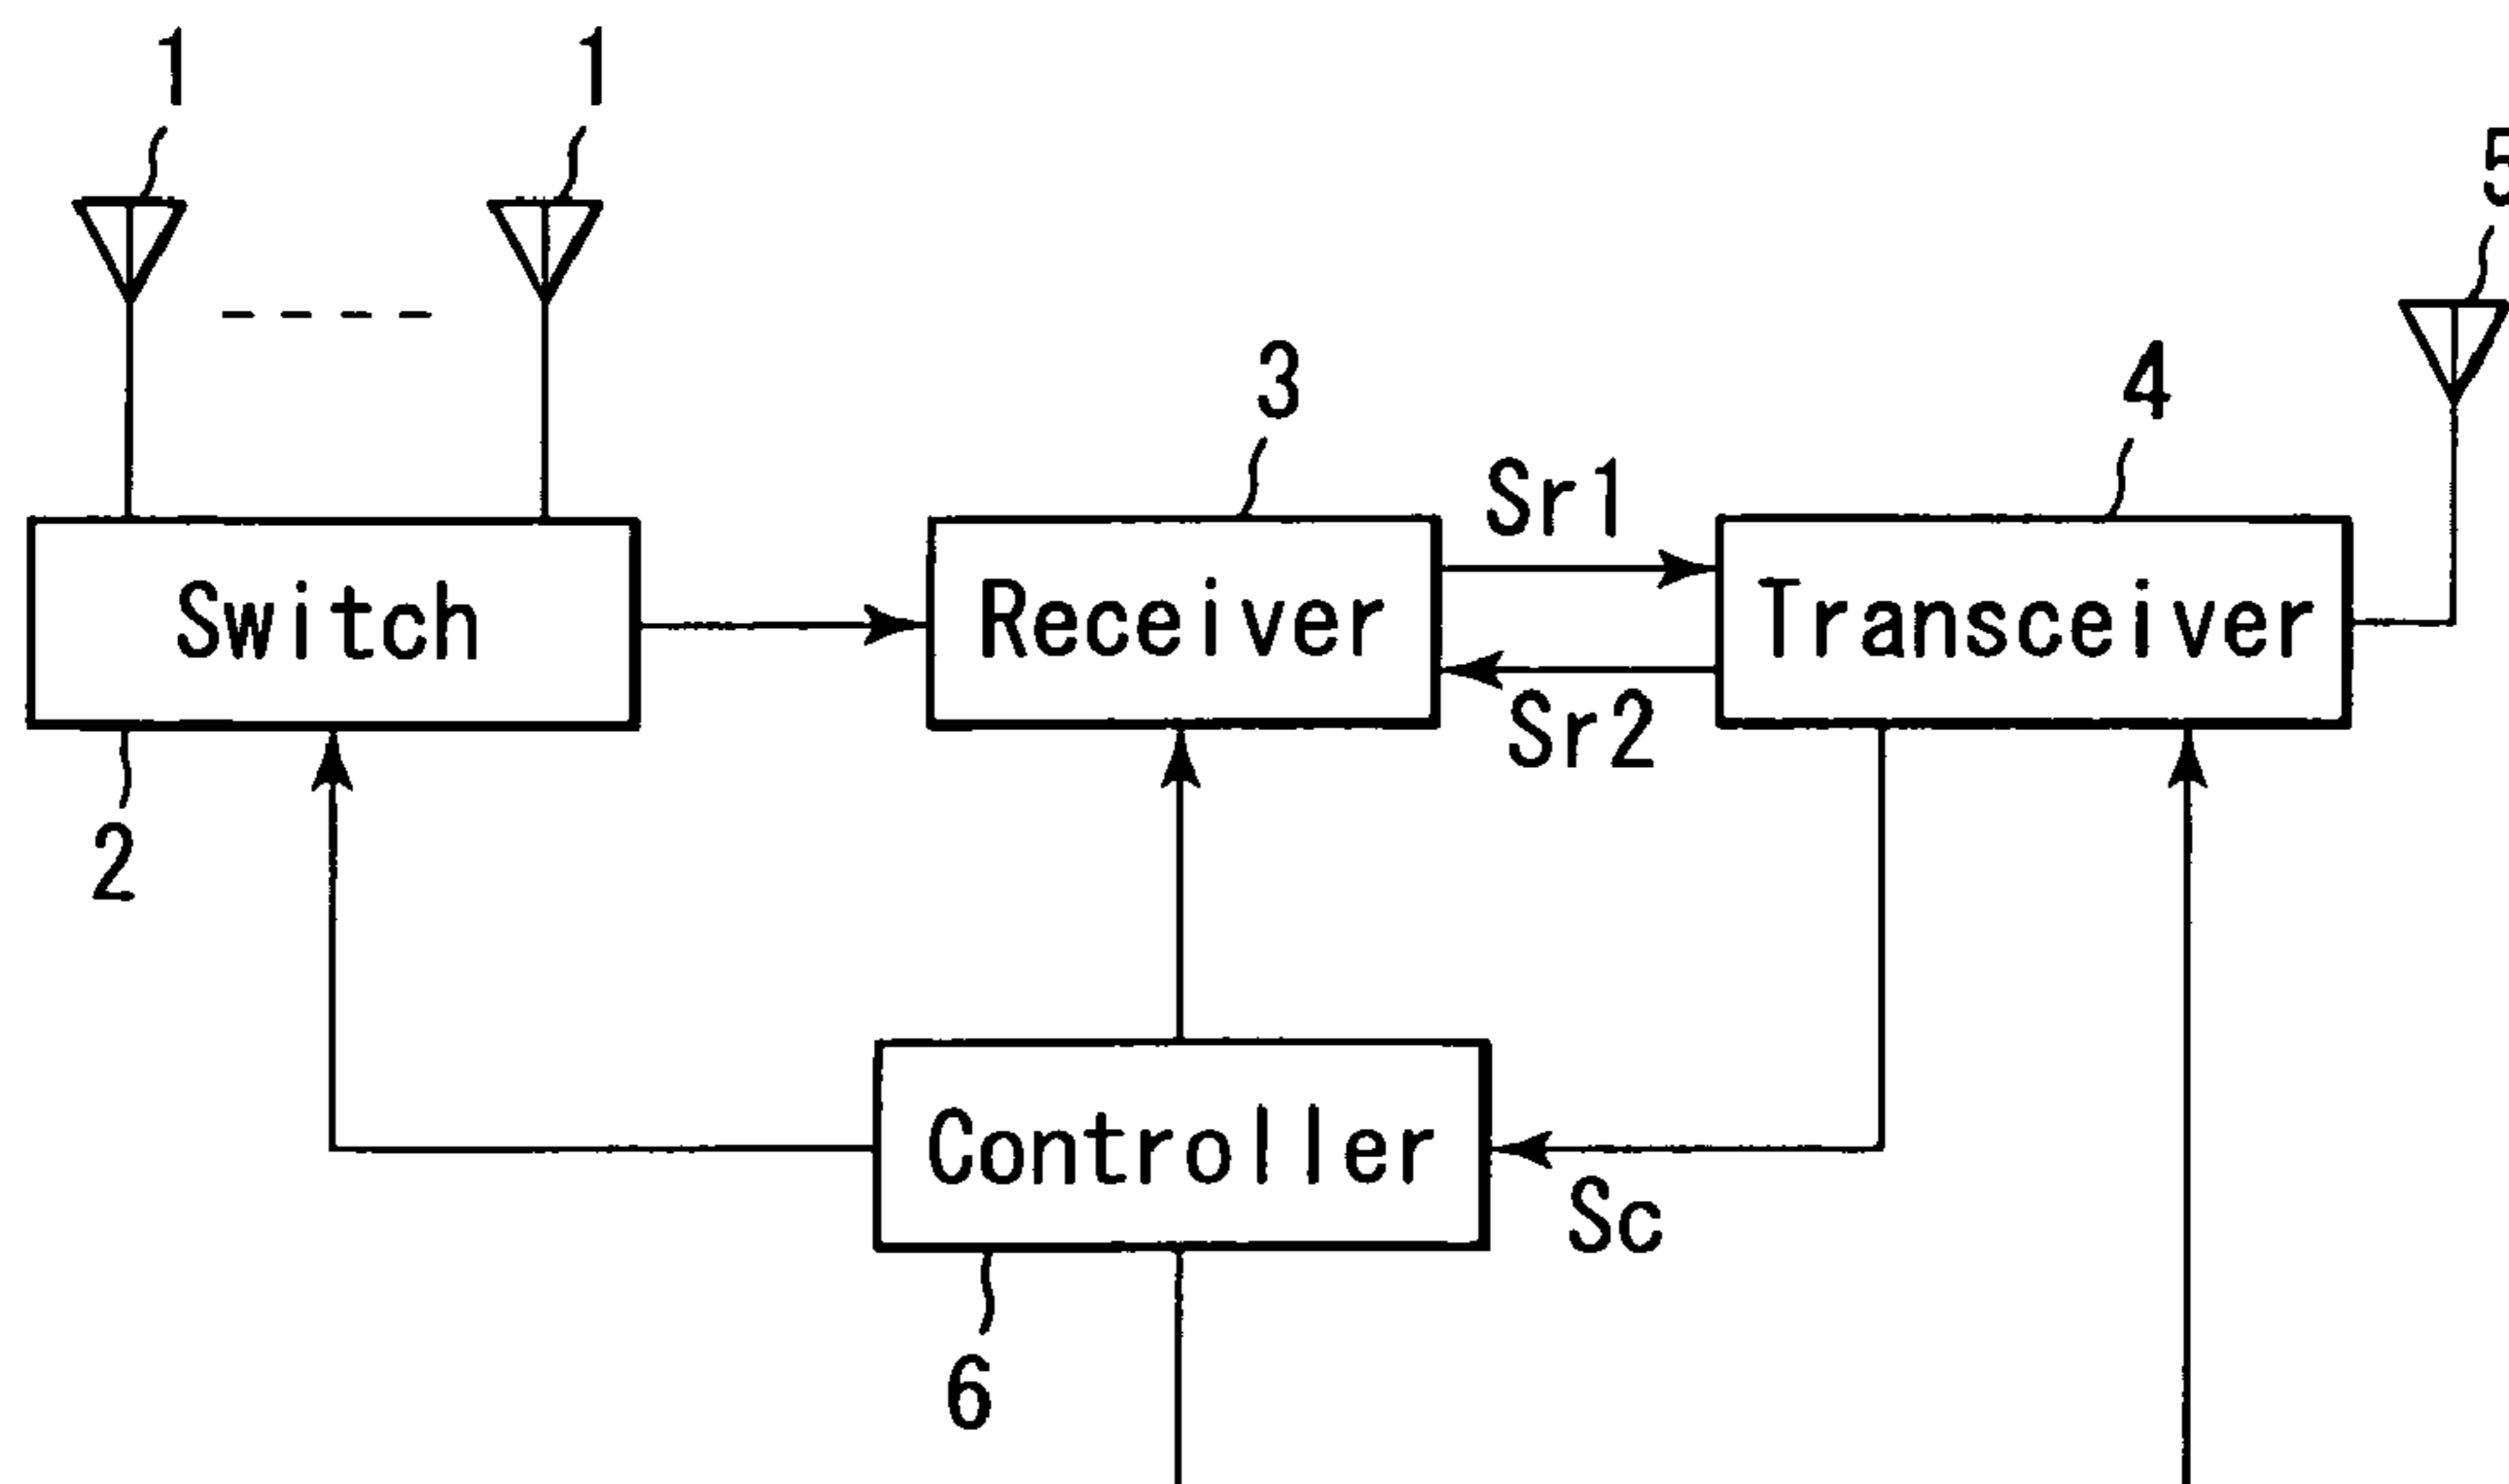 1 1
5
3 4
Sr1
Switch Receiver Transceiver
Sr2
2
Controller
Sc
6